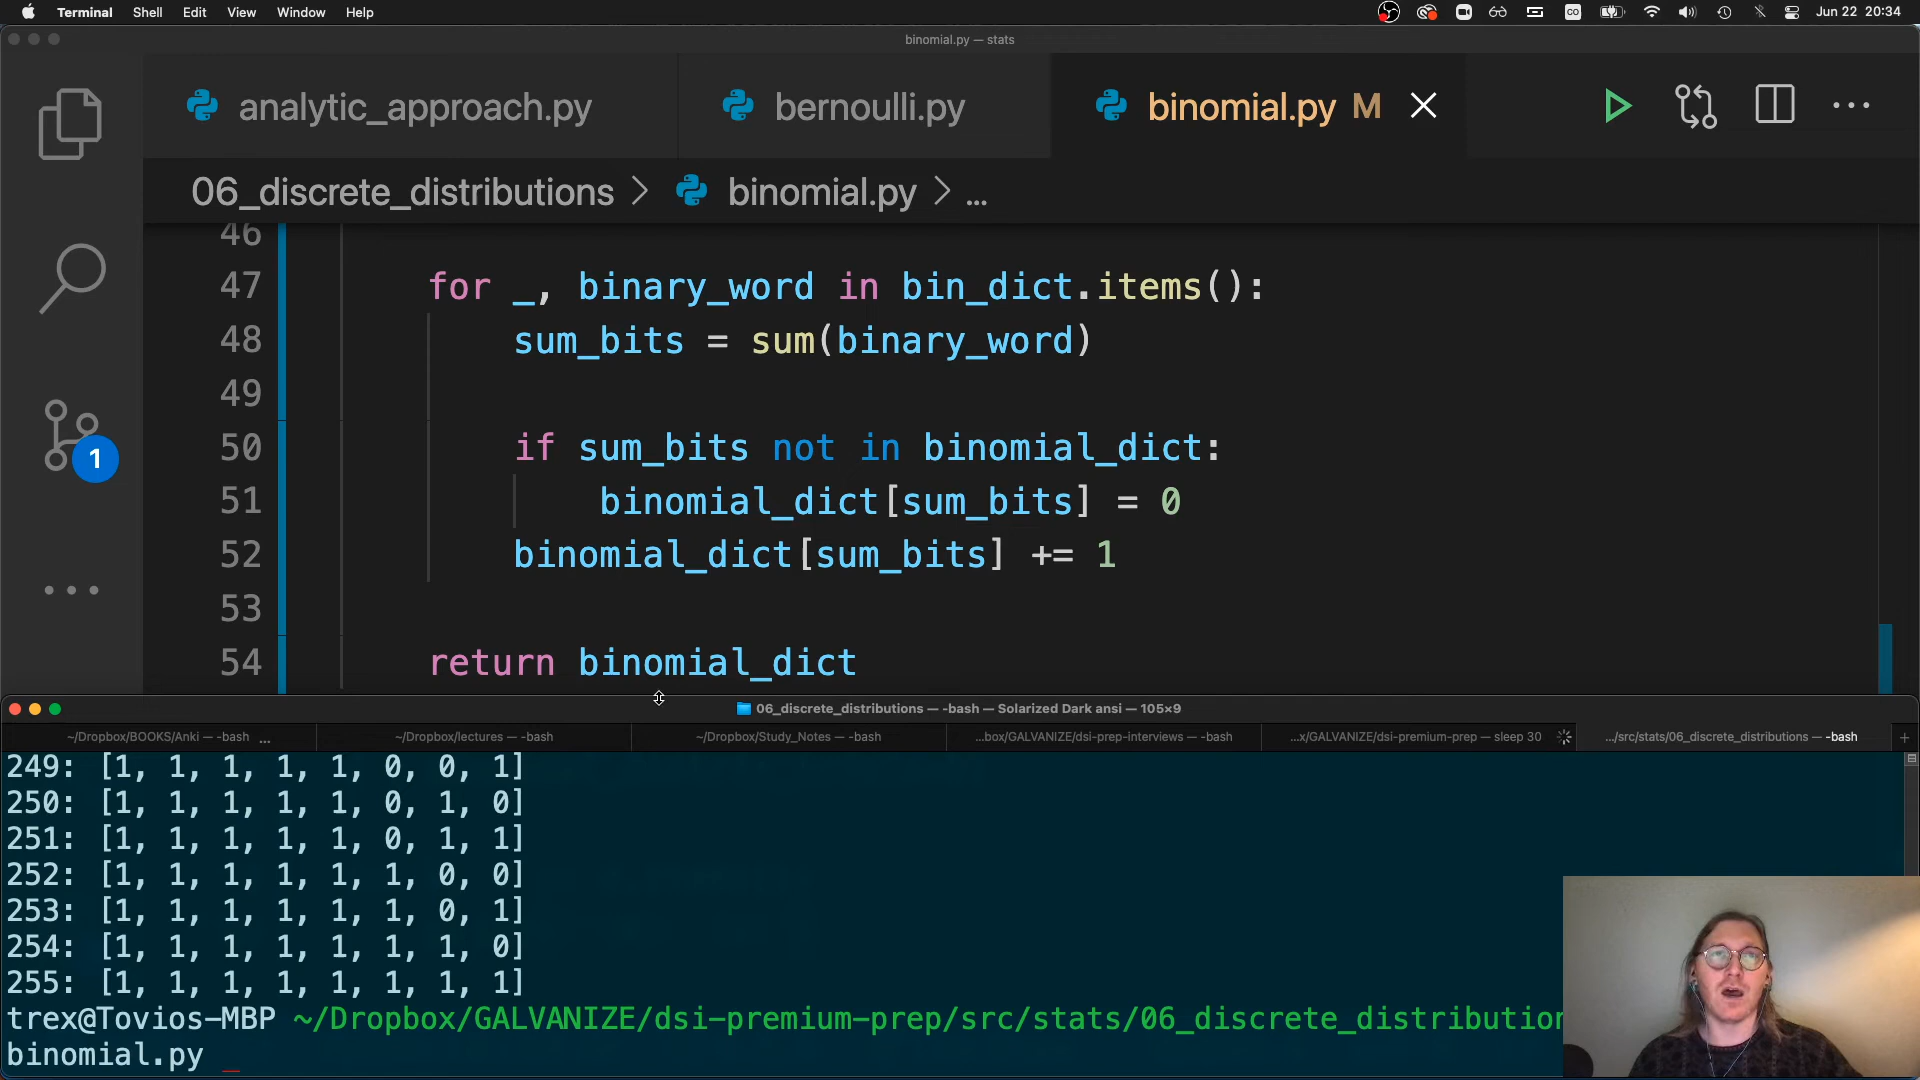 Terminal Shell Edit View Window Help Jun 22 20:34
binomial.py — stats
analytic_approach.py bernoulli.py binomial.py M
06_discrete_distributions > binomial.py > ...
46
47 for _, binary_word in bin_dict.items():
48 sum_bits = sum(binary_word)
49
50 if sum_bits not in binomial_dict:
51 binomial_dict[sum_bits] = 0
52 binomial_dict[sum_bits] += 1
53
54 return binomial_dict
1
06_discrete_distributions — -bash — Solarized Dark ansi — 105×9
~/Dropbox/BOOKS/Anki — -bash ... ~/Dropbox/lectures — -bash ~/Dropbox/Study_Notes — -bash ...box/GALVANIZE/dsi-prep-interviews — -bash ...x/GALVANIZE/dsi-premium-prep — sleep 30 .../src/stats/06_discrete_distributions — -bash +
249: [1, 1, 1, 1, 1, 0, 0, 1]
250: [1, 1, 1, 1, 1, 0, 1, 0]
251: [1, 1, 1, 1, 1, 0, 1, 1]
252: [1, 1, 1, 1, 1, 1, 0, 0]
253: [1, 1, 1, 1, 1, 1, 0, 1]
254: [1, 1, 1, 1, 1, 1, 1, 0]
255: [1, 1, 1, 1, 1, 1, 1, 1]
trex@Tovios-MBP ~/Dropbox/GALVANIZE/dsi-premium-prep/src/stats/06_discrete_distribution
binomial.py _